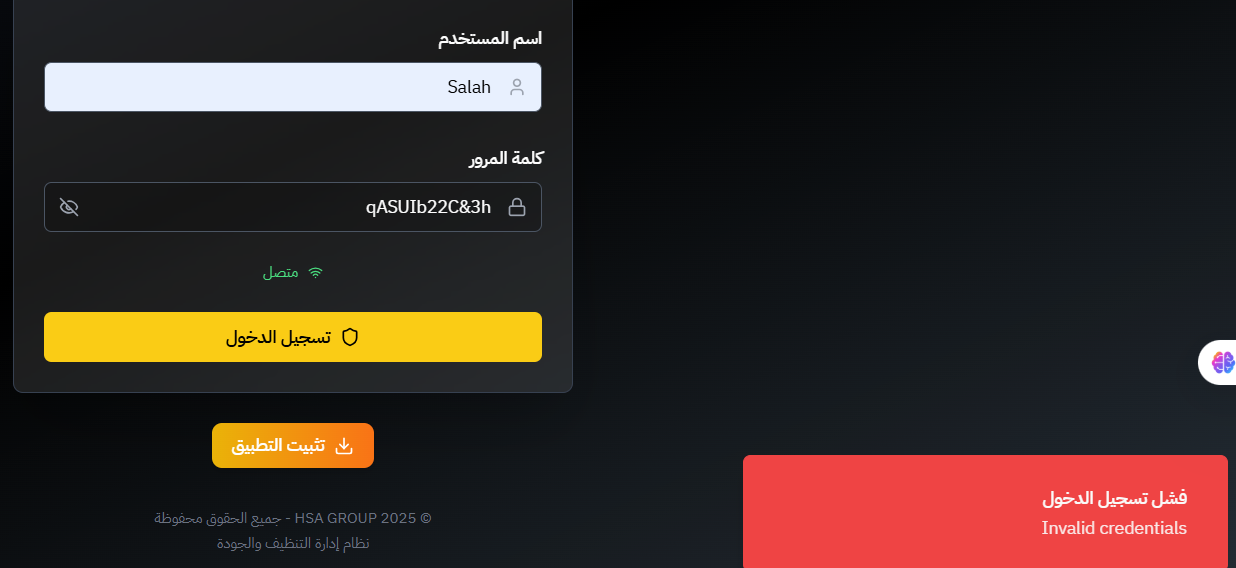 اسم المستخدم
Salah
كلمة المرور
qASUIb22C&3h
متصل
تسجيل الدخول
تثبيت التطبيق
© 2025 HSA GROUP - جميع الحقوق محفوظة
نظام إدارة التنظيف والجودة
فشل تسجيل الدخول
Invalid credentials